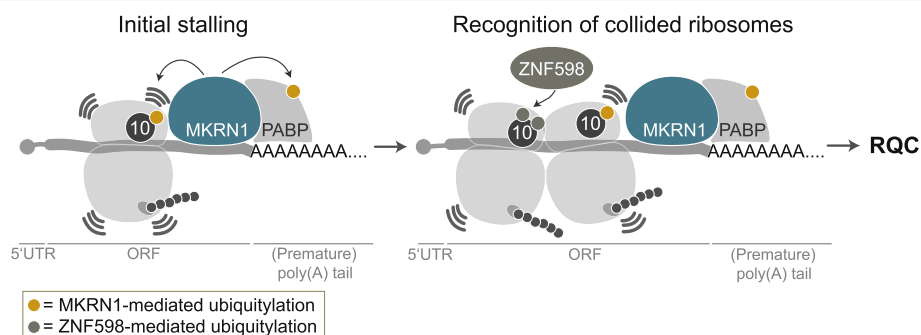 Initial stalling
Recognition of collided ribosomes
ZNF598
10
MKRN1
PABP
AAAAAAAA....
10
10
MKRN1
PABP
AAAAAAAA....
RQC
5'UTR
ORF
(Premature)
poly(A) tail
5'UTR
ORF
(Premature)
poly(A) tail
= MKRN1-mediated ubiquitylation
= ZNF598-mediated ubiquitylation